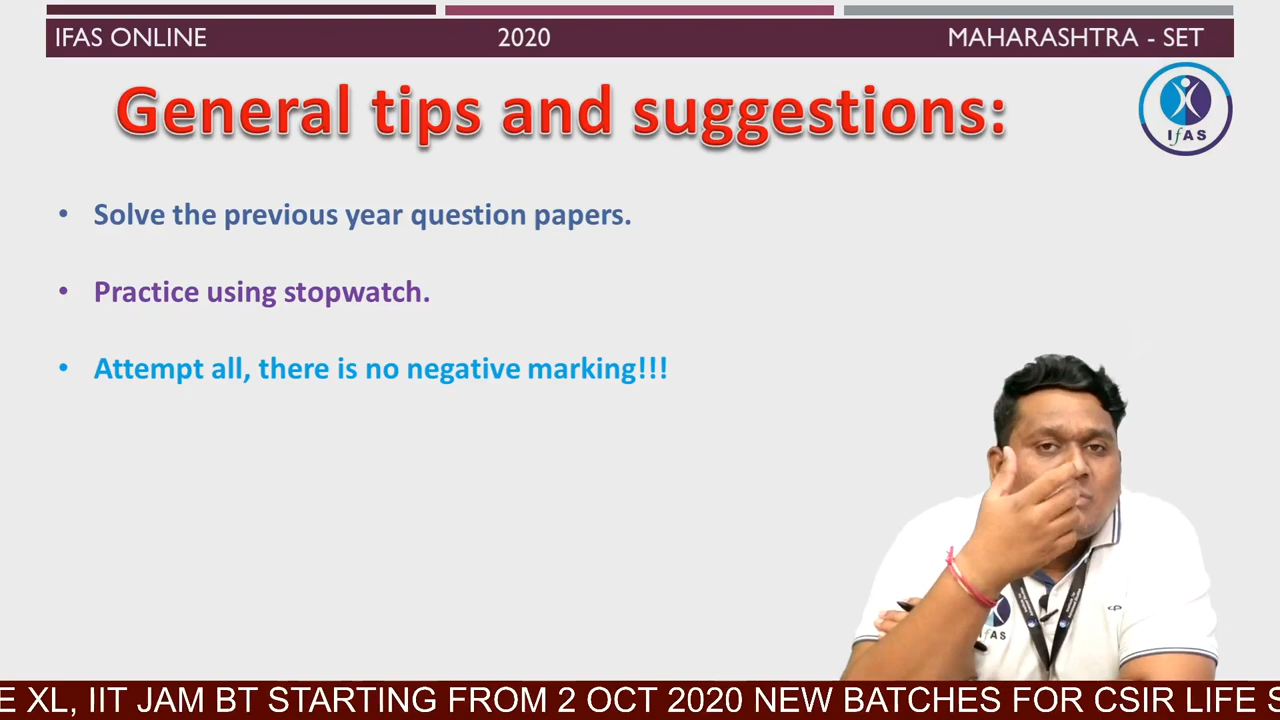 IFAS ONLINE 2020 MAHARASHTRA - SET
General tips and suggestions:
IfAS
• Solve the previous year question papers.
• Practice using stopwatch.
• Attempt all, there is no negative marking!!!
IfAS
E XL, IIT JAM BT STARTING FROM 2 OCT 2020 NEW BATCHES FOR CSIR LIFE S